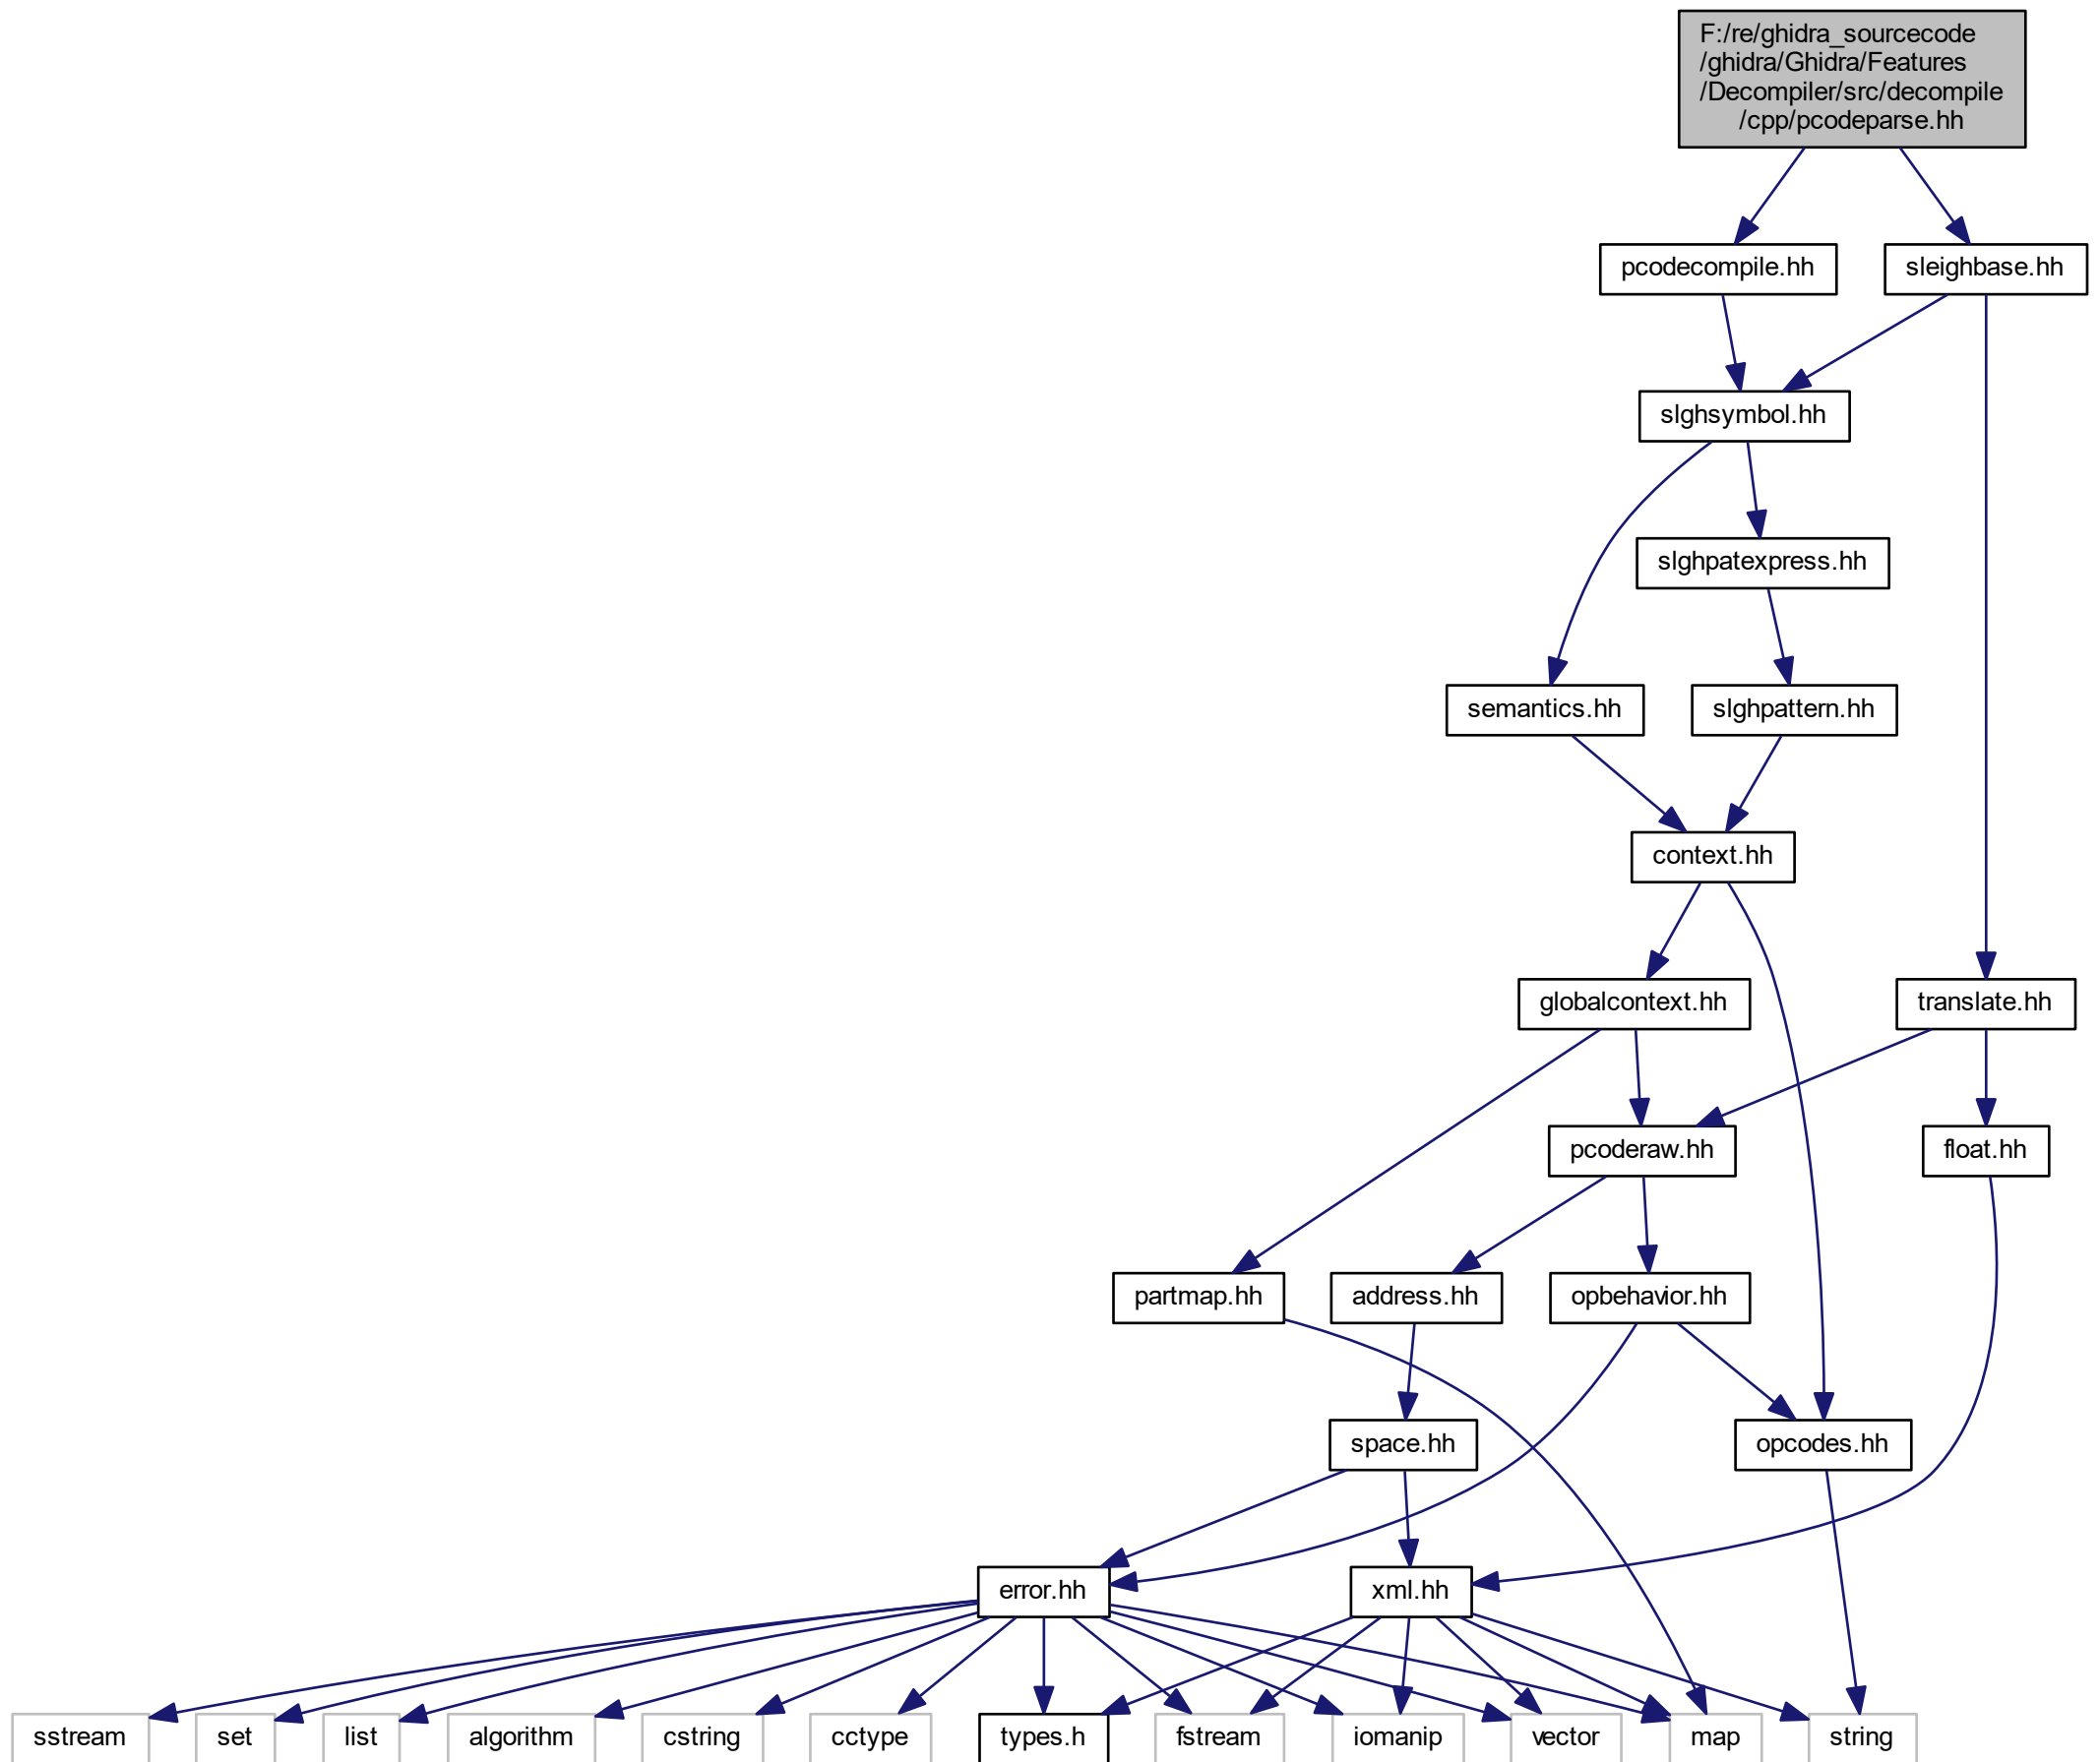 F:/re/ghidra_sourcecode
/ghidra/Ghidra/Features
/Decompiler/src/decompile
/cpp/pcodeparse.hh
pcodecompile.hh
sleighbase.hh
slghsymbol.hh
slghpatexpress.hh
semantics.hh
slghpattern.hh
context.hh
globalcontext.hh
translate.hh
pcoderaw.hh
float.hh
partmap.hh
address.hh
opbehavior.hh
space.hh
opcodes.hh
error.hh
xml.hh
sstream
set
list
algorithm
cstring
cctype
types.h
fstream
iomanip
vector
map
string